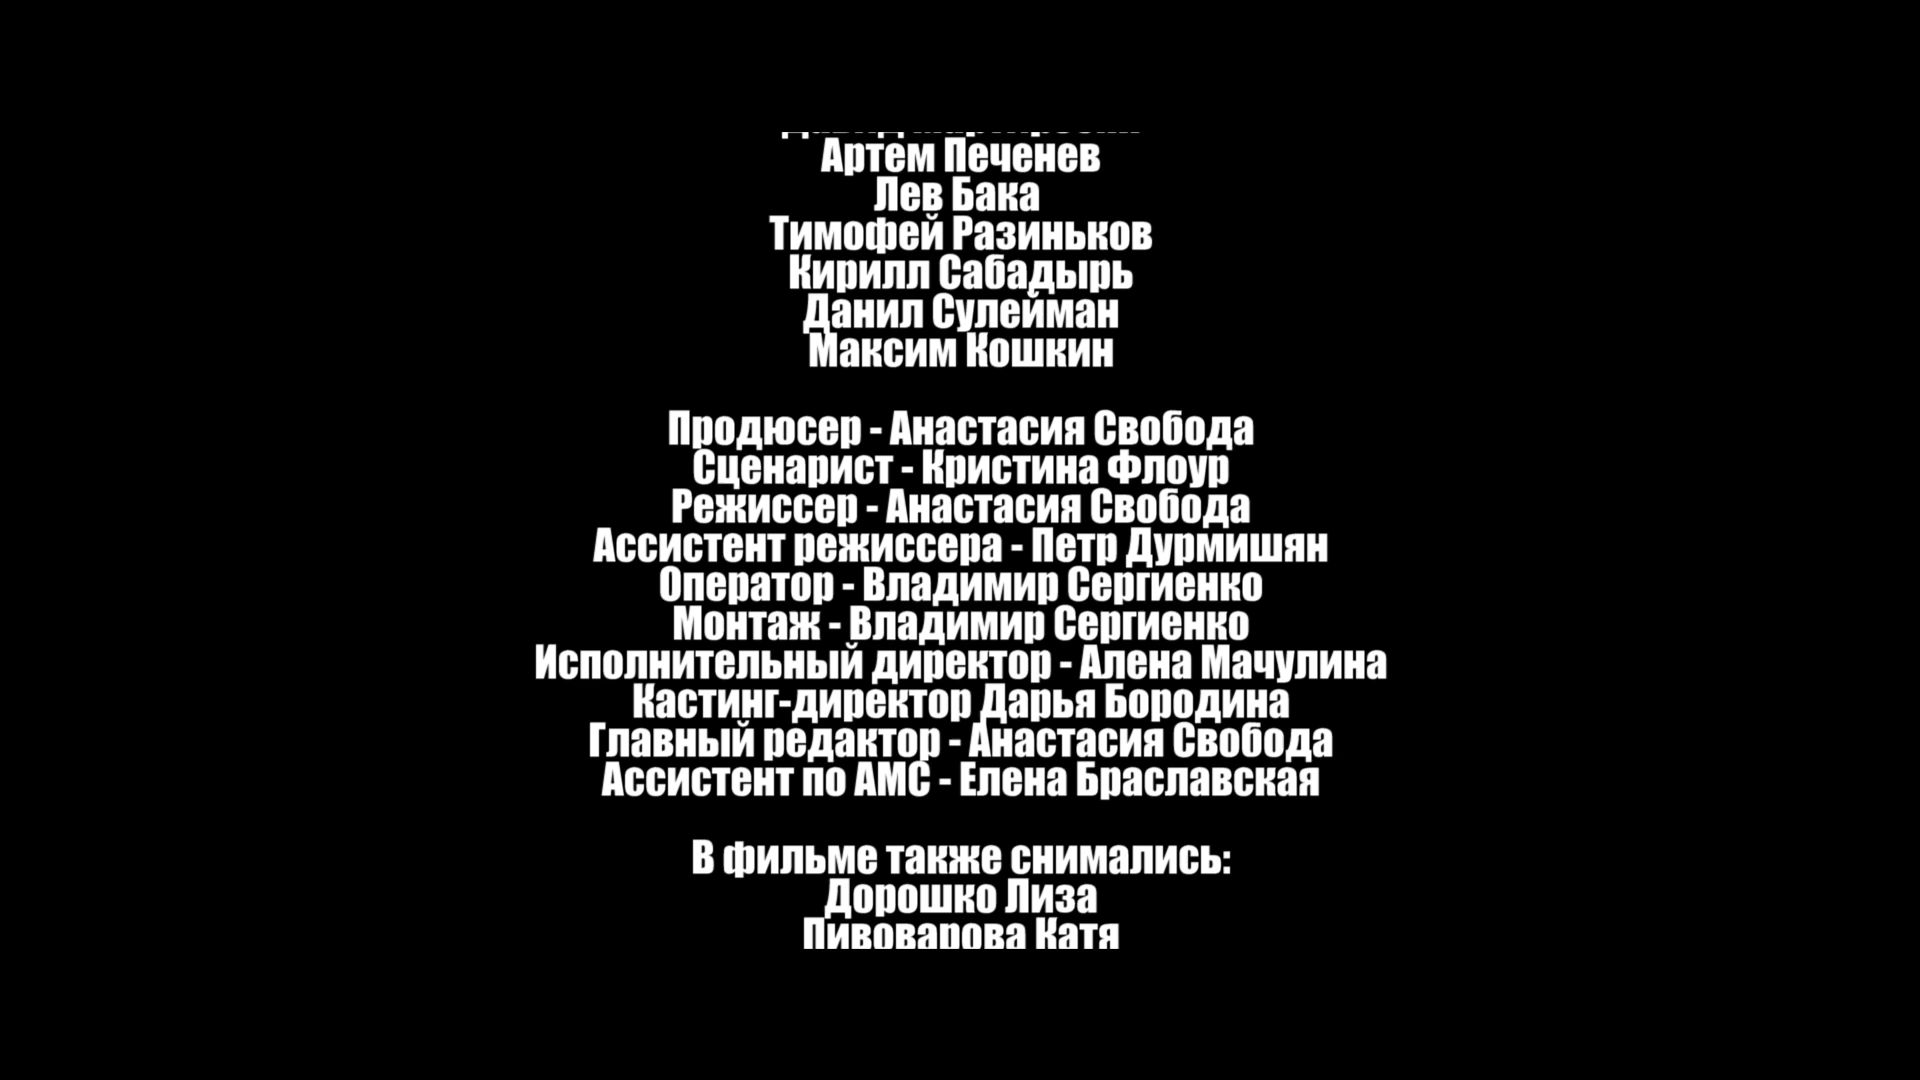 Артем Печенев
Лев Бака
Тимофей Разиньков
Кирилл Сабадырь
Данил Сулейман
Максим Кошкин
Продюсер - Анастасия Свобода
Сценарист - Кристина Флоур
Режиссер - Анастасия Свобода
Ассистент режиссера - Петр Дурмишян
Оператор - Владимир Сергиенко
Монтаж - Владимир Сергиенко
Исполнительный директор - Алена Мачулина
Кастинг-директор Дарья Бородина
Главный редактор - Анастасия Свобода
Ассистент по АМС - Елена Браславская
В фильме также снимались:
Дорошко Лиза
Пивоварова Катя